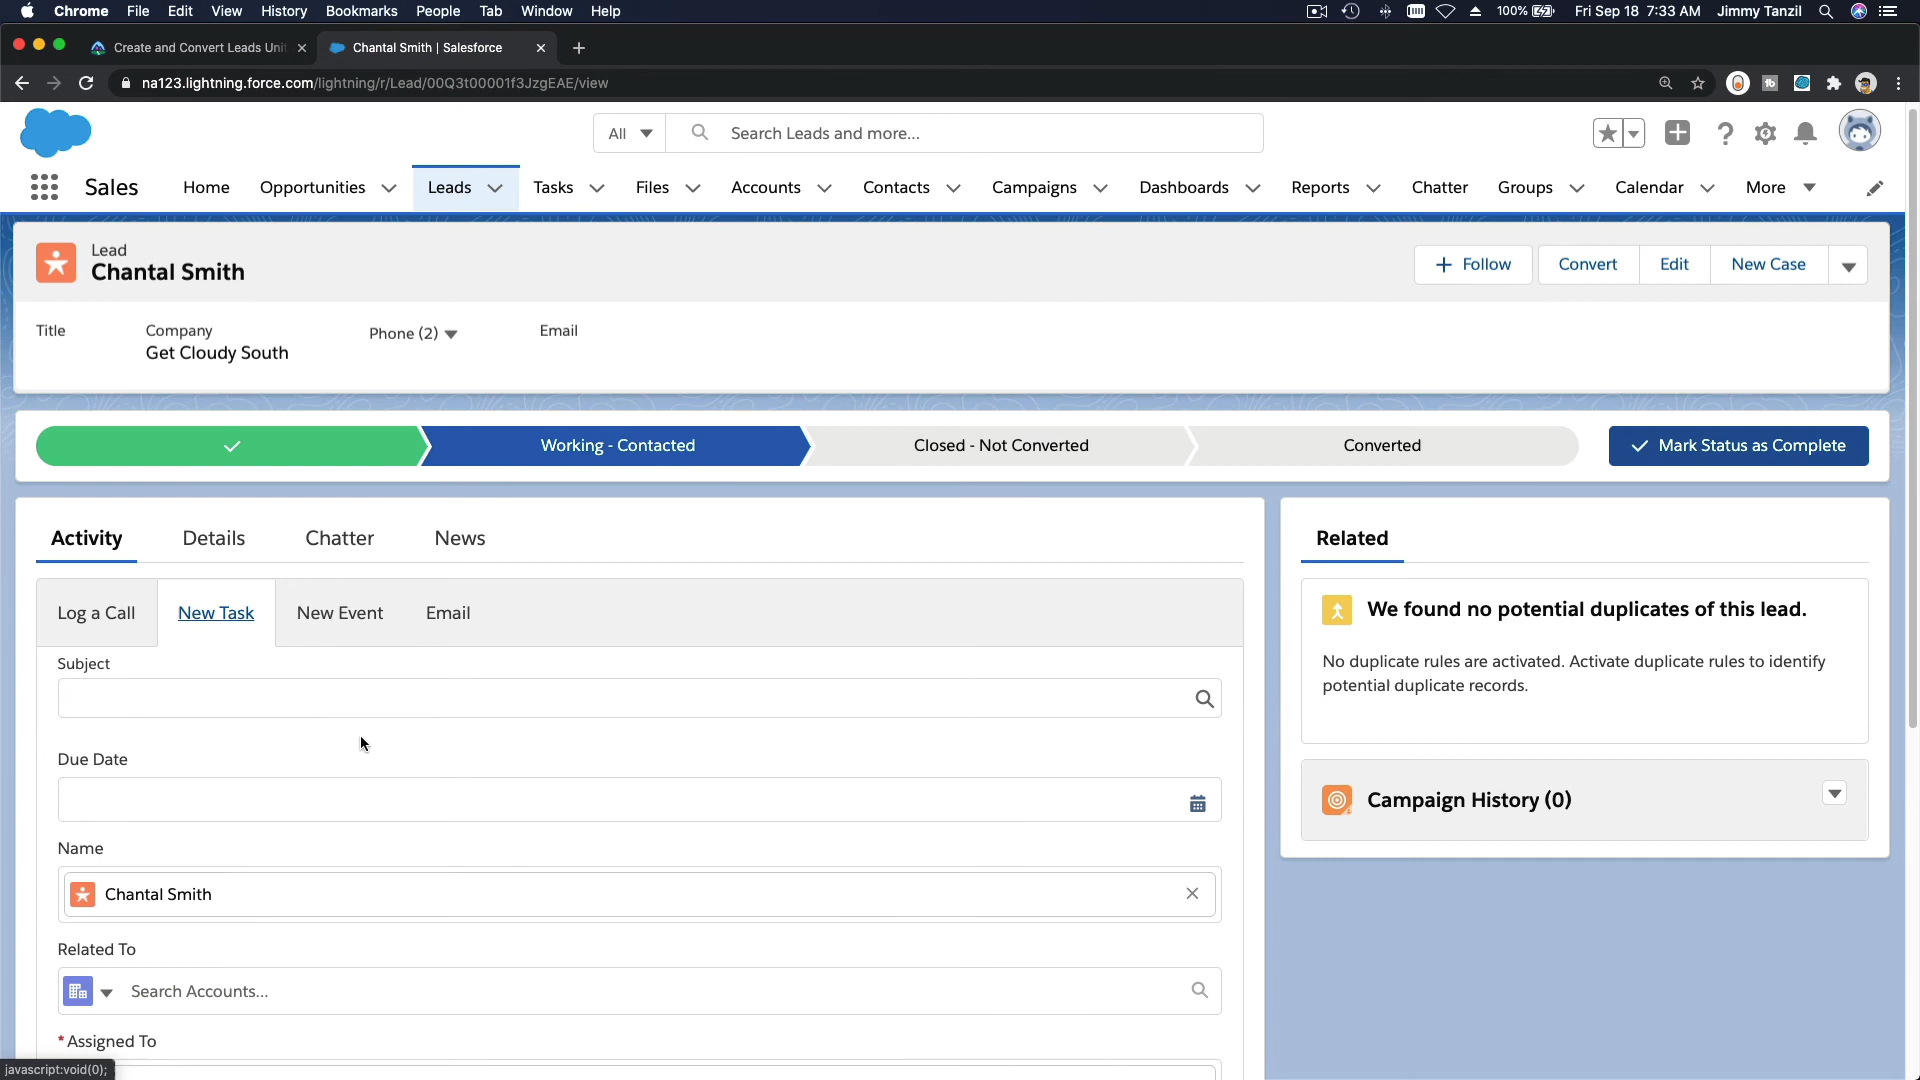 Chrome File Edit View History Bookmarks People Tab Window Help 100% Fri Sep 18 7:33 AM Jimmy Tanzil
Create and Convert Leads Unit Chantal Smith | Salesforce
na123.lightning.force.com/lightning/r/Lead/00Q3t00001f3JzgEAE/view
All Search Leads and more...
Sales Home Opportunities Leads Tasks Files Accounts Contacts Campaigns Dashboards Reports Chatter Groups Calendar More
Lead
Chantal Smith
Follow Convert Edit New Case
Title Company Phone (2) Email
Get Cloudy South
Working - Contacted Closed - Not Converted Converted Mark Status as Complete
Activity Details Chatter News
Log a Call New Task New Event Email
Subject
Due Date
Name
Chantal Smith
Related To
Search Accounts...
*Assigned To
javascript:void(0);
Related
We found no potential duplicates of this lead.
No duplicate rules are activated. Activate duplicate rules to identify
potential duplicate records.
Campaign History (0)